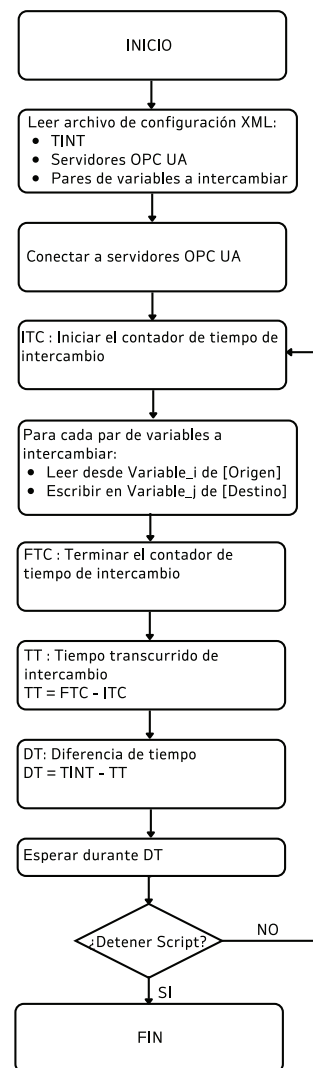 INICIO
Leer archivo de configuración XML:
• TINT
• Servidores OPC UA
• Pares de variables a intercambiar
Conectar a servidores OPC UA
ITC : Iniciar el contador de tiempo de
intercambio
Para cada par de variables a
intercambiar:
• Leer desde Variable_i de [Origen]
• Escribir en Variable_j de [Destino]
FTC : Terminar el contador de
tiempo de intercambio
TT : Tiempo transcurrido de
intercambio
TT = FTC - ITC
DT: Diferencia de tiempo
DT = TINT - TT
Esperar durante DT
¿Detener Script?
NO
SI
FIN